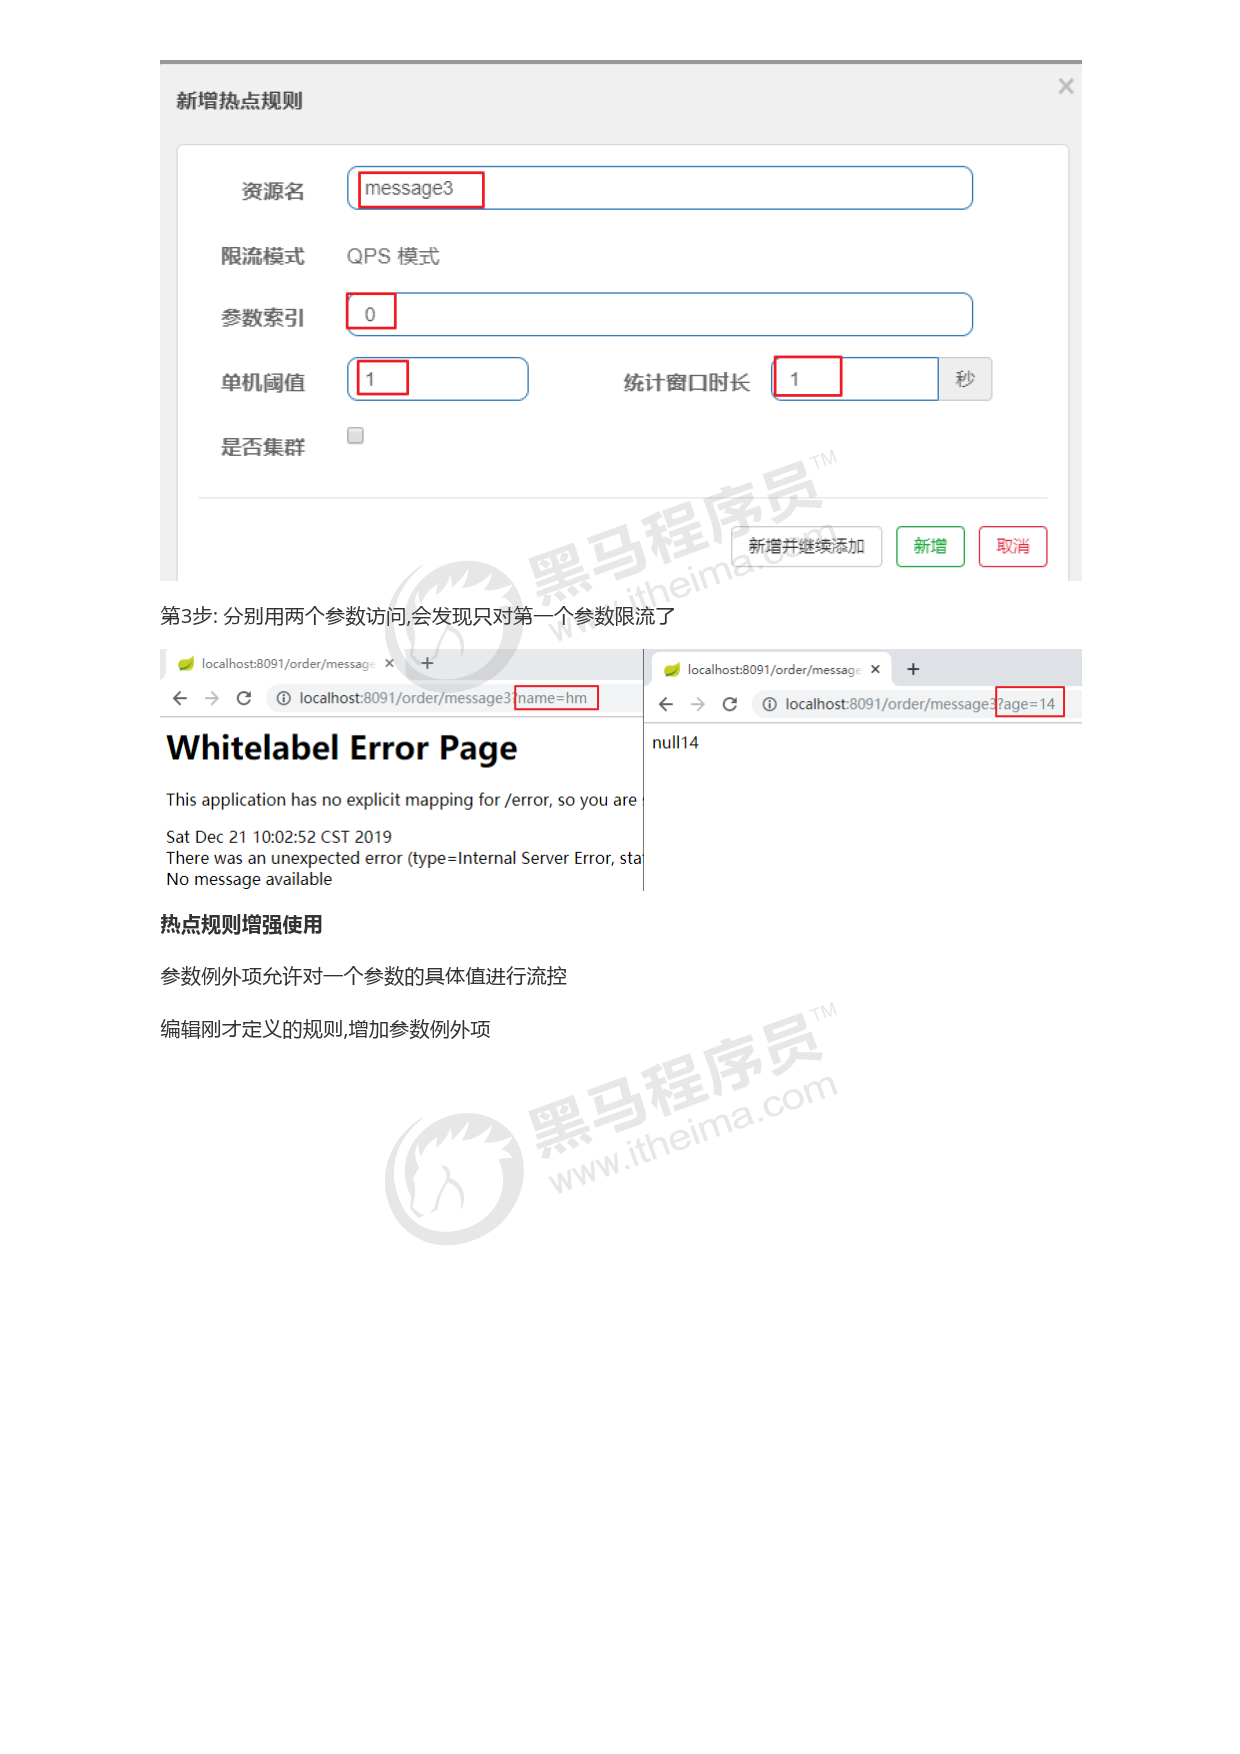 新增热点规则
×
资源名 message3
限流模式 QPS 模式
参数索引 0
单机阈值 1 统计窗口时长 1 秒
是否集群
新增并继续添加 新增 取消
黑马程序员™
www.itheima.com
第3步: 分别用两个参数访问,会发现只对第一个参数限流了
localhost:8091/order/message × +
localhost:8091/order/message3?name=hm
Whitelabel Error Page
This application has no explicit mapping for /error, so you are
Sat Dec 21 10:02:52 CST 2019
There was an unexpected error (type=Internal Server Error, sta
No message available
localhost:8091/order/message × +
localhost:8091/order/message3?age=14
null14
热点规则增强使用
参数例外项允许对一个参数的具体值进行流控
编辑刚才定义的规则,增加参数例外项
黑马程序员™
www.itheima.com